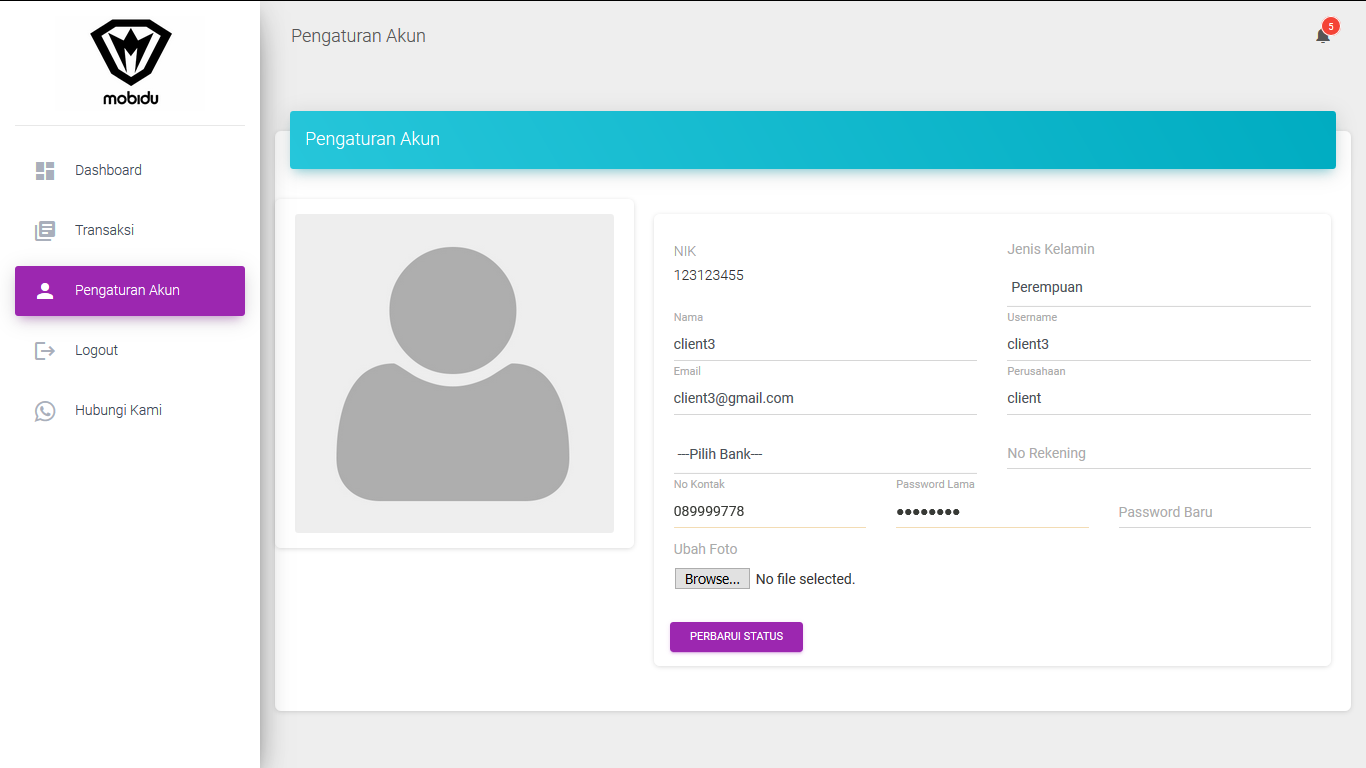 mobidu
Dashboard
Transaksi
Pengaturan Akun
Logout
Hubungi Kami
Pengaturan Akun
5
Pengaturan Akun
NIK
123123455
Jenis Kelamin
Perempuan
Nama
client3
Username
client3
Email
client3@gmail.com
Perusahaan
client
---Pilih Bank---
No Rekening
No Kontak
089999778
Password Lama
●●●●●●●●
Password Baru
Ubah Foto
Browse... No file selected.
PERBARUI STATUS